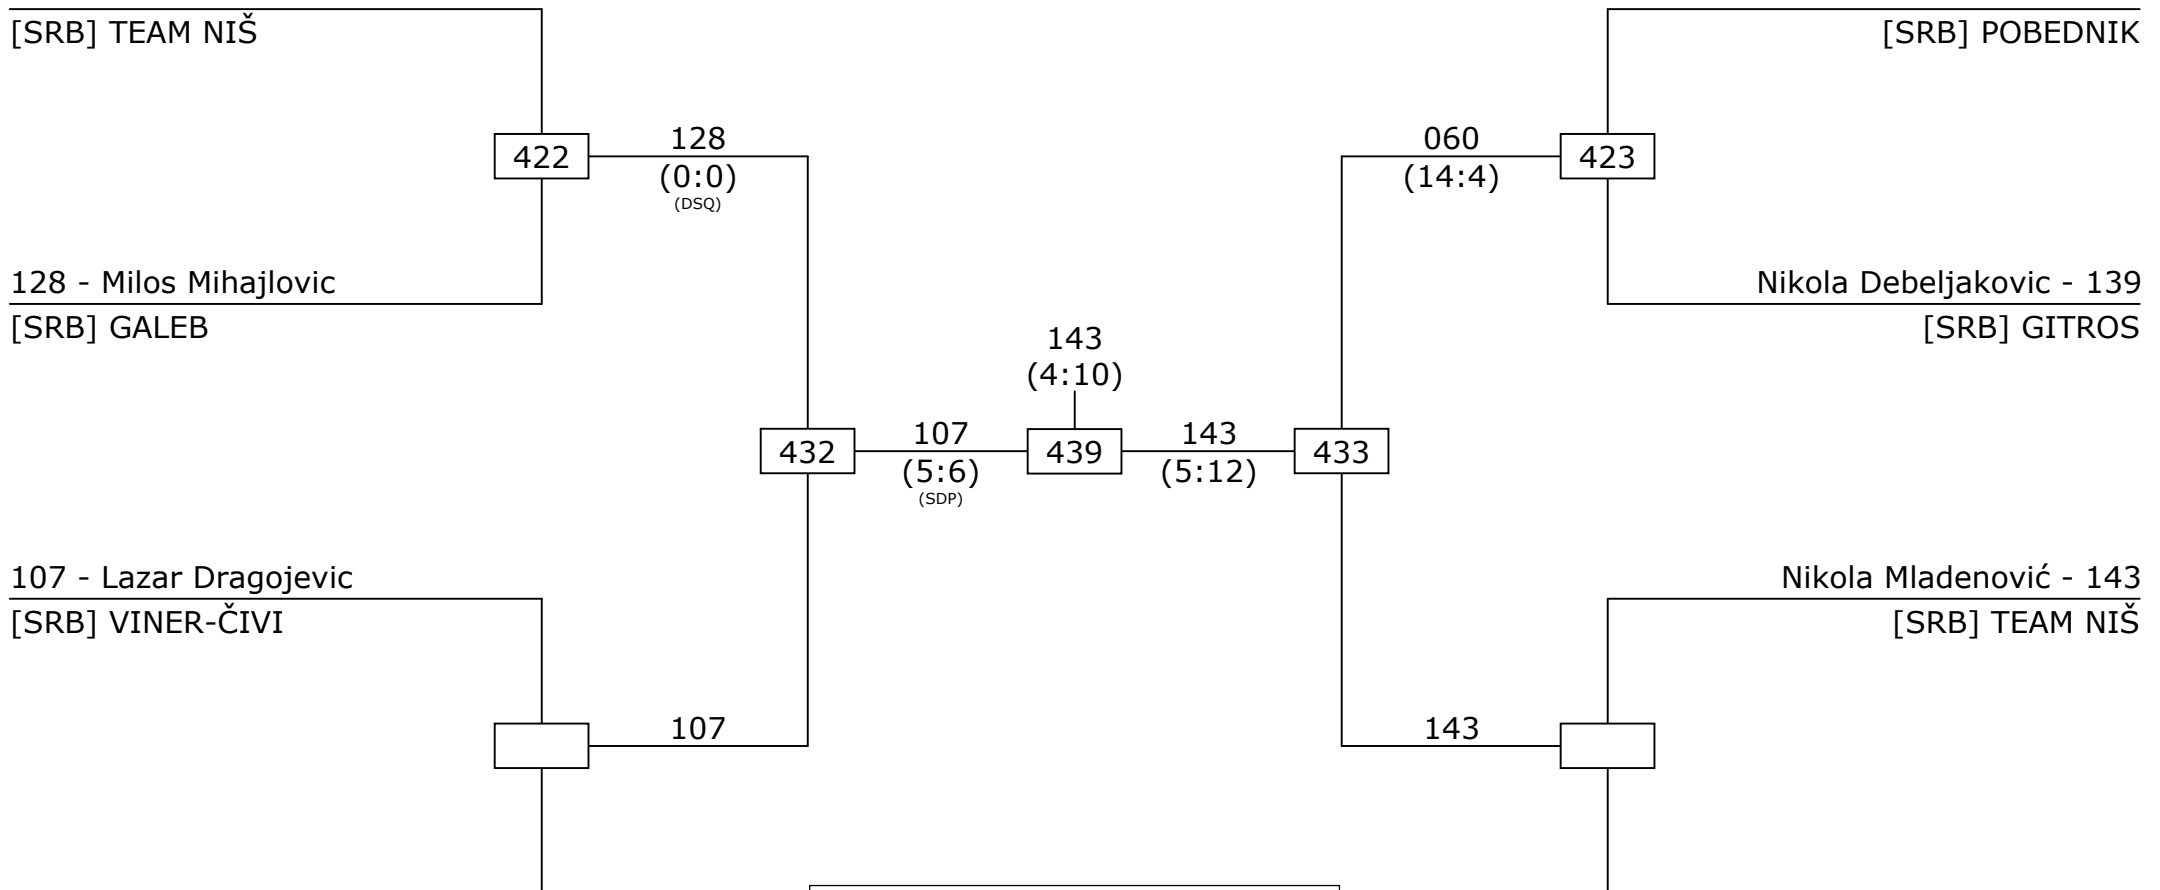 [SRB] TEAM NIŠ
[SRB] POBEDNIK
128
060
422
423
(0:0)
(14:4)
(DSQ)
128 - Milos Mihajlovic
Nikola Debeljakovic - 139
[SRB] GALEB
[SRB] GITROS
143
(4:10)
107
143
432
439
433
(5:6)
(5:12)
(SDP)
107 - Lazar Dragojevic
Nikola Mladenović - 143
[SRB] VINER-ČIVI
[SRB] TEAM NIŠ
107
143